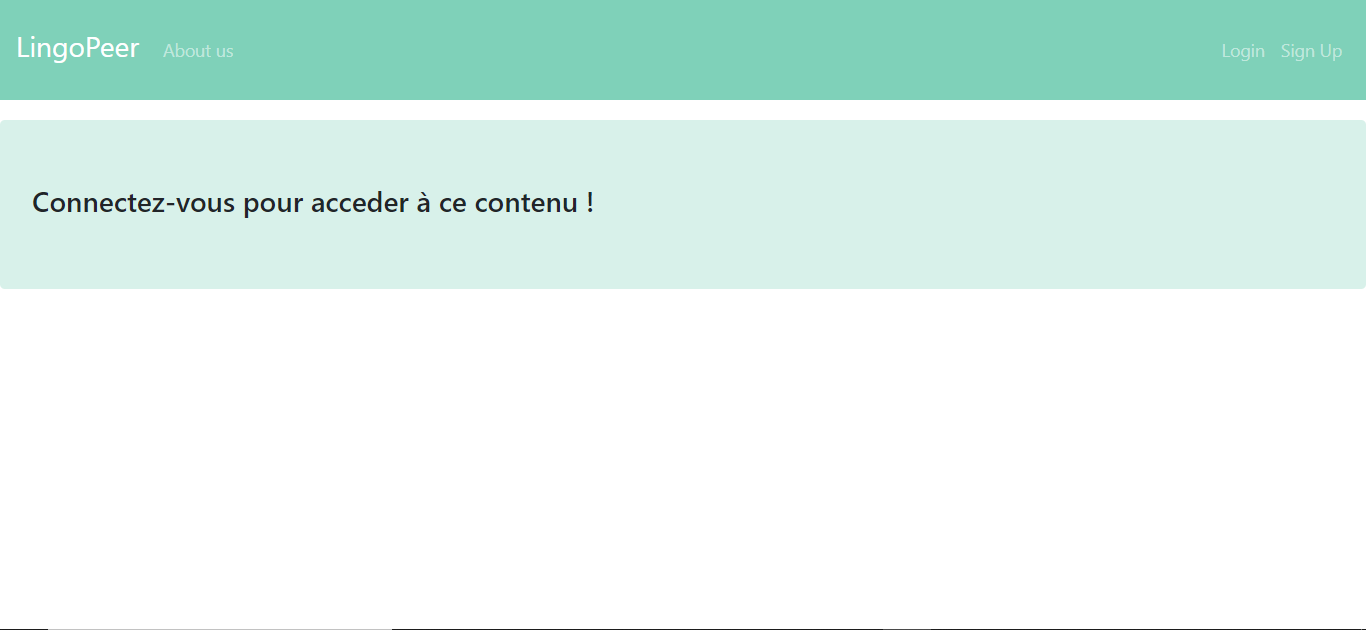 LingoPeer About us Login Sign Up
Connectez-vous pour acceder à ce contenu !